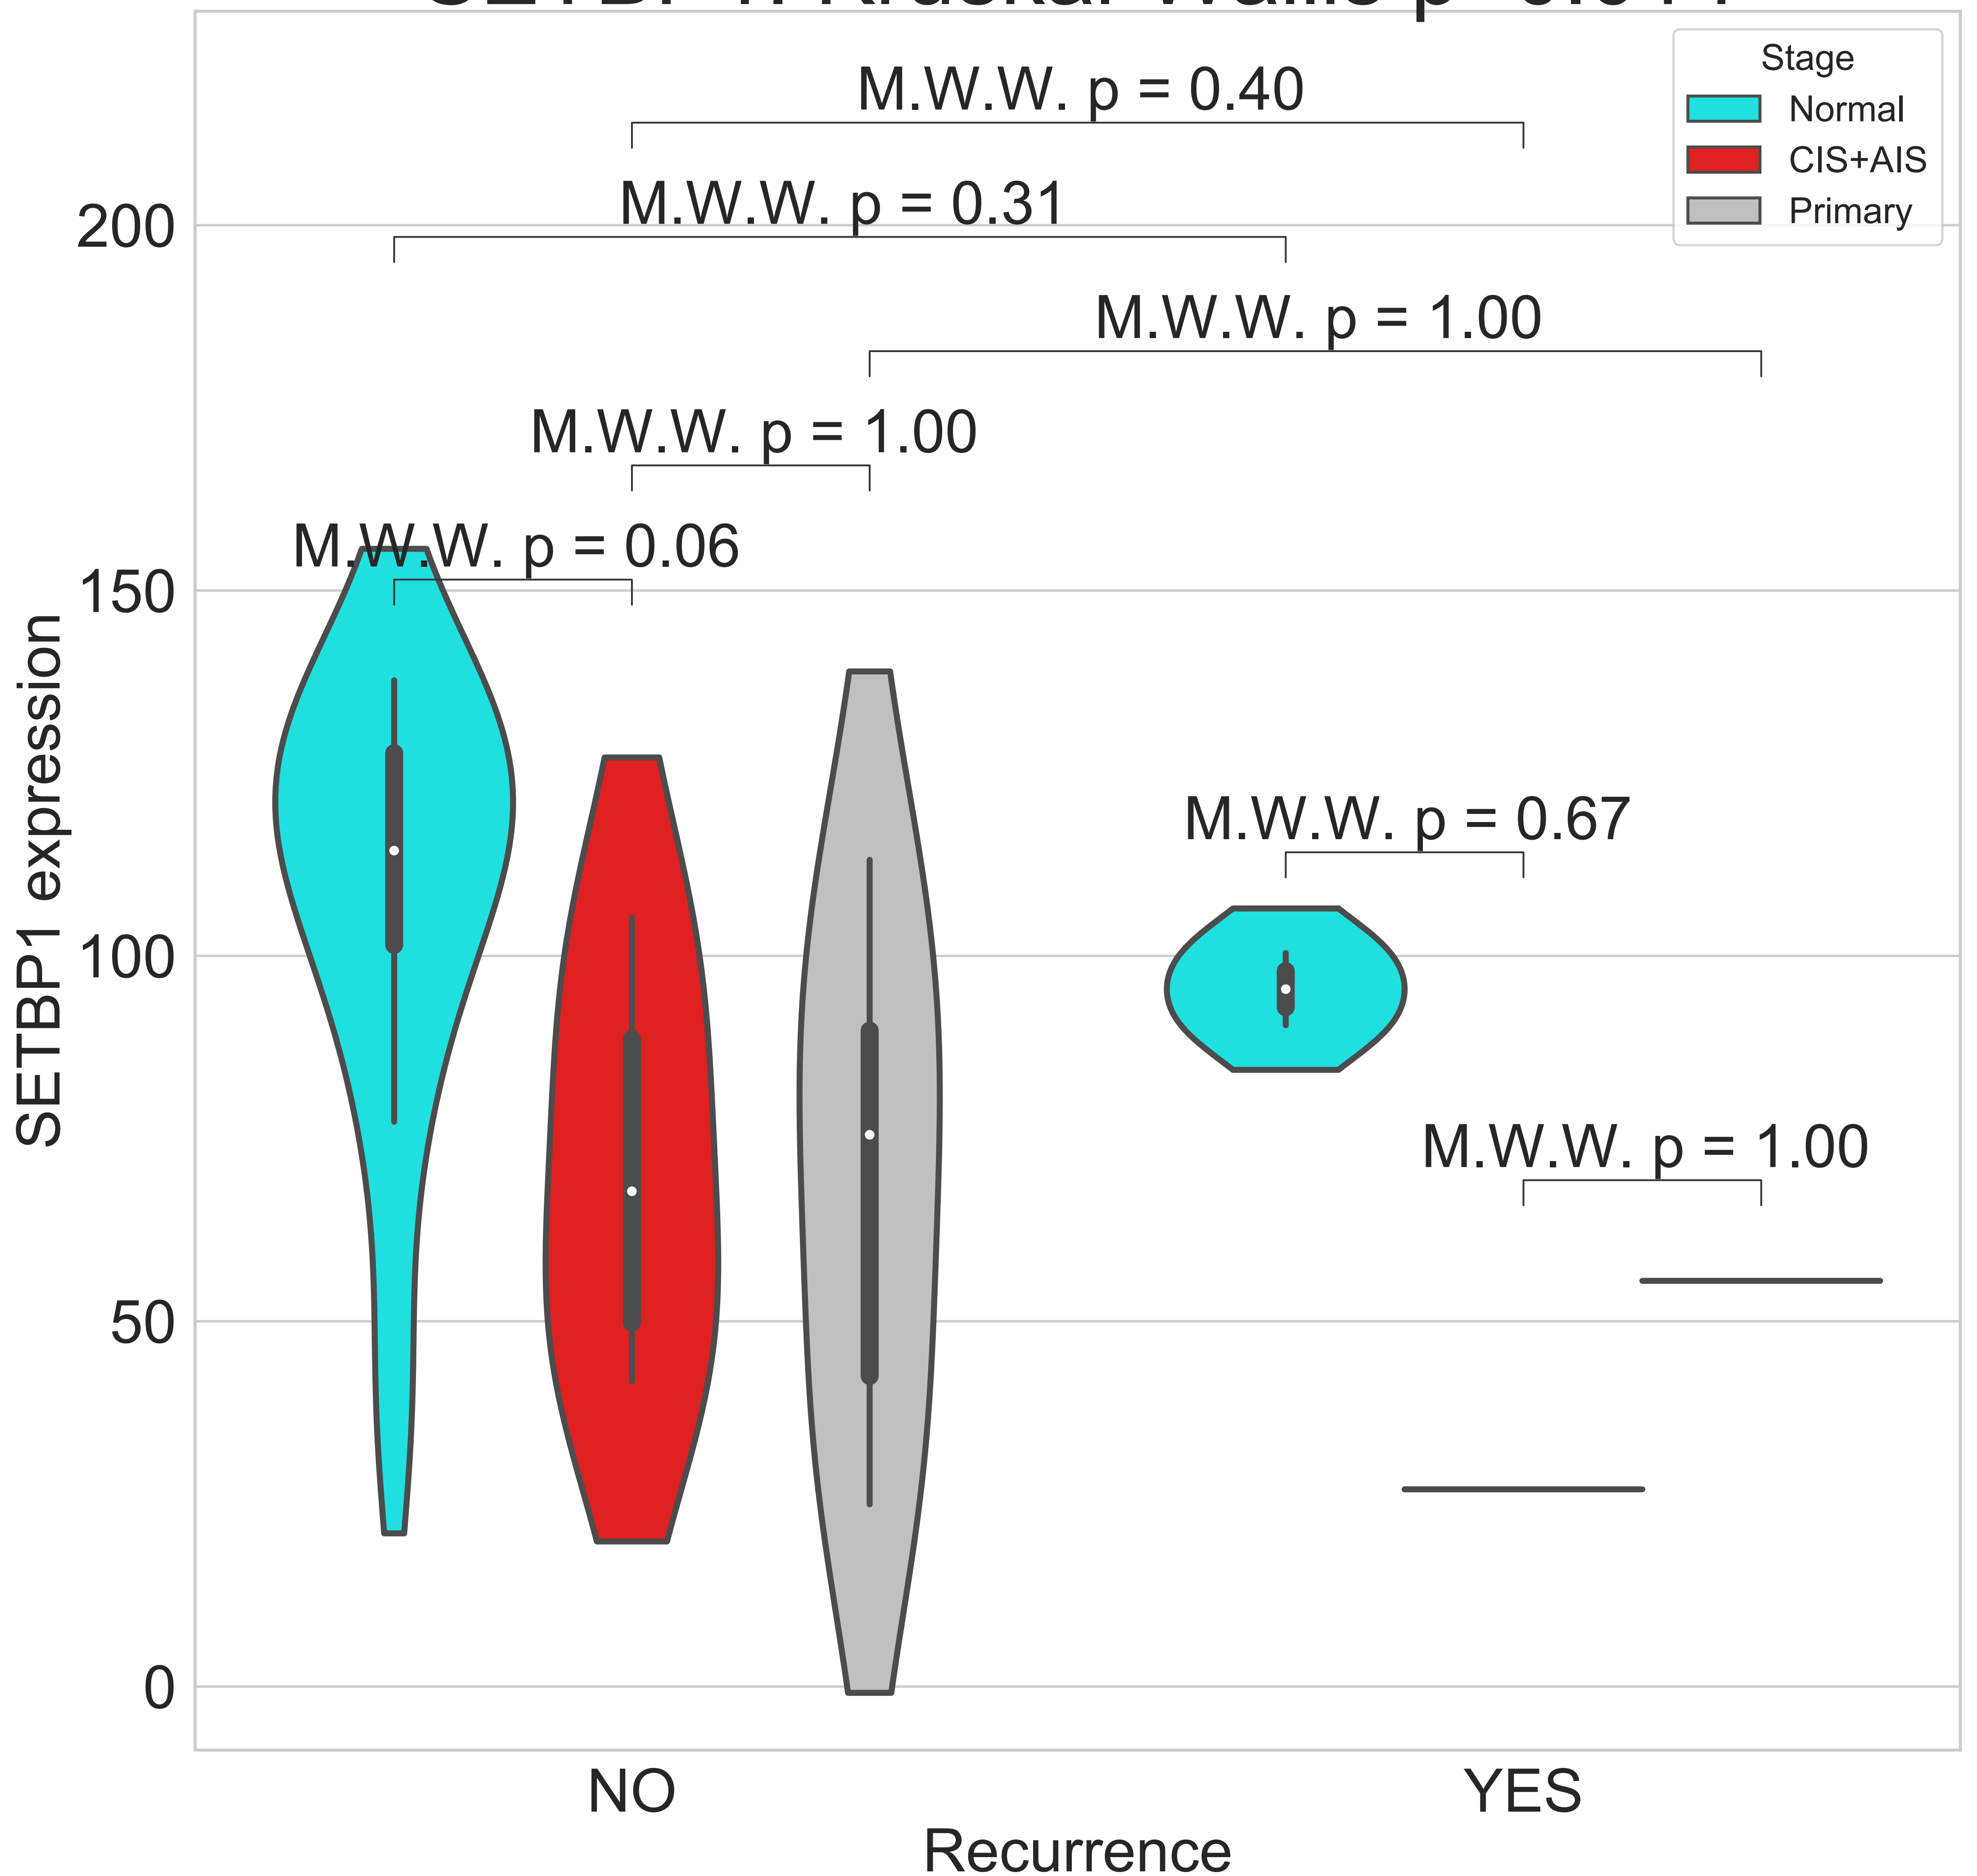 Stage
Normal
CIS+AIS
Primary
M.W.W. p = 0.40
M.W.W. p = 0.31
M.W.W. p = 1.00
M.W.W. p = 1.00
M.W.W. p = 0.06
M.W.W. p = 0.67
M.W.W. p = 1.00
SETBP1 expression
200
150
100
50
0
NO
YES
Recurrence